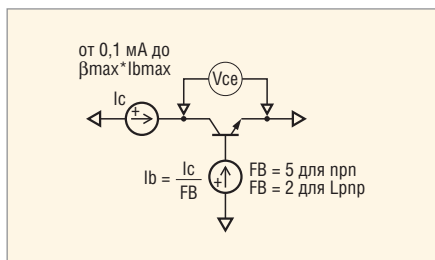 от 0,1 мА до
βmax*Ibmax
Ic
+
Vce
Ib = Ic
FB
+
FB = 5 для npn
FB = 2 для Lpnp